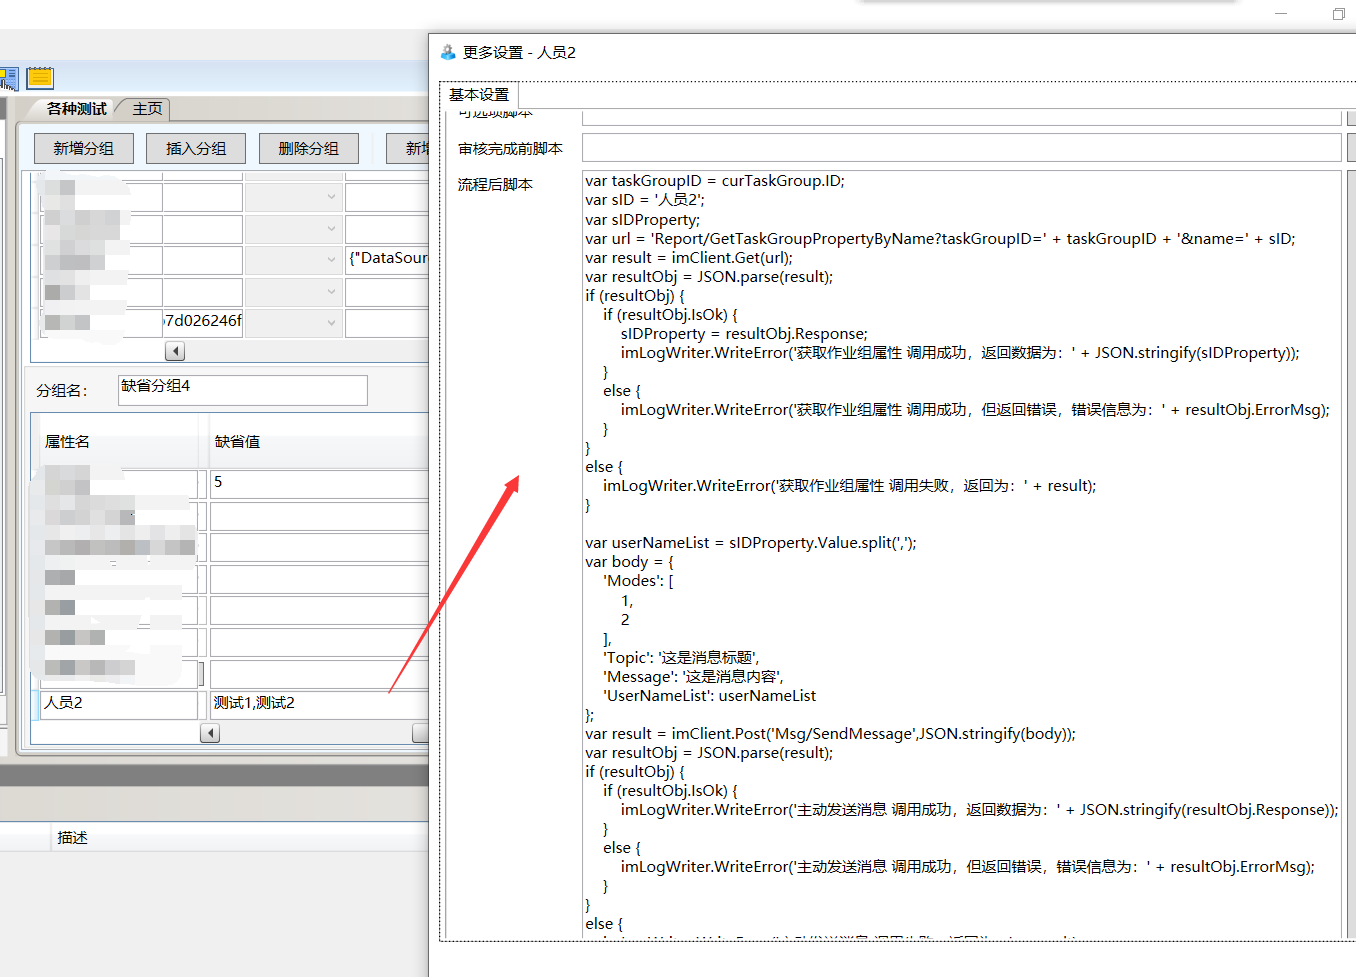 更多设置 - 人员2
各种测试
主页
新增分组
插入分组
删除分组
{"DataSour
7d026246f
分组名：
缺省分组4
属性名
缺省值
5
人员2
测试1,测试2
描述
基本设置
可选项脚本
审核完成前脚本
流程后脚本
var taskGroupID = curTaskGroup.ID;
var sID = '人员2';
var sIDProperty;
var url = 'Report/GetTaskGroupPropertyByName?taskGroupID=' + taskGroupID + '&name=' + sID;
var result = imClient.Get(url);
var resultObj = JSON.parse(result);
if (resultObj) {
if (resultObj.IsOk) {
sIDProperty = resultObj.Response;
imLogWriter.WriteError('获取作业组属性 调用成功，返回数据为：' + JSON.stringify(sIDProperty));
}
else {
imLogWriter.WriteError('获取作业组属性 调用成功，但返回错误，错误信息为：' + resultObj.ErrorMsg);
}
}
else {
imLogWriter.WriteError('获取作业组属性 调用失败，返回为：' + result);
}
var userNameList = sIDProperty.Value.split(',');
var body = {
'Modes': [
1,
2
],
'Topic': '这是消息标题',
'Message': '这是消息内容',
'UserNameList': userNameList
};
var result = imClient.Post('Msg/SendMessage',JSON.stringify(body));
var resultObj = JSON.parse(result);
if (resultObj) {
if (resultObj.IsOk) {
imLogWriter.WriteError('主动发送消息 调用成功，返回数据为：' + JSON.stringify(resultObj.Response));
}
else {
imLogWriter.WriteError('主动发送消息 调用成功，但返回错误，错误信息为：' + resultObj.ErrorMsg);
}
}
else {